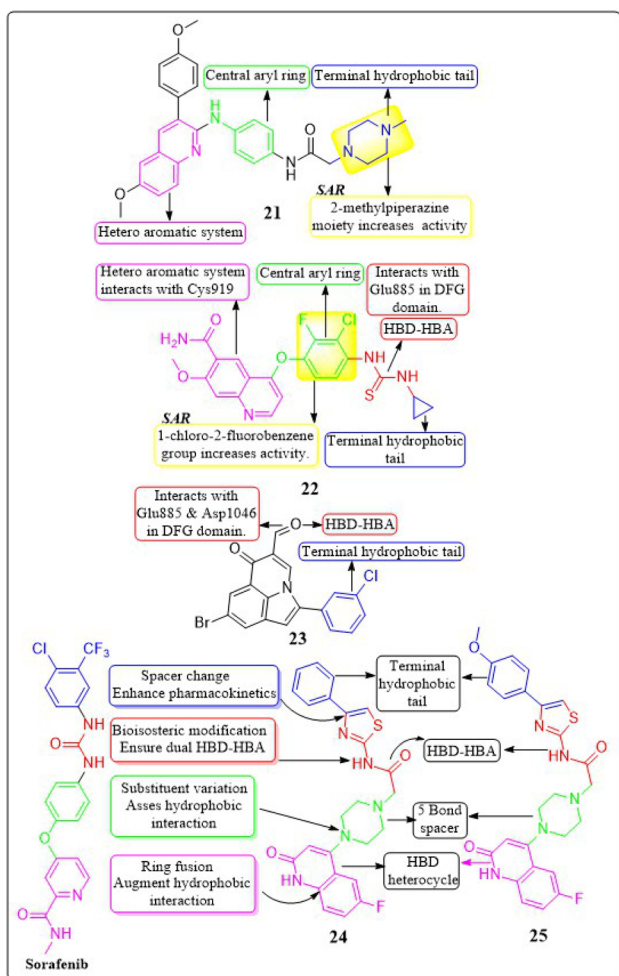 O
O
Central aryl ring
Terminal hydrophobic tail
H
N
O
N
N
N
N
H
O
21
SAR
2-methylpiperazine
moiety increases activity
Hetero aromatic system
Hetero aromatic system
interacts with Cys919
Central aryl ring
Interacts with
Glu885 in DFG
domain.
HBD-HBA
F
Cl
O
H2N
O
NH
NH
S
O
N
SAR
1-chloro-2-fluorobenzene
group increases activity.
Terminal hydrophobic
tail
22
Interacts with
Glu885 & Asp1046
in DFG domain.
O
HBD-HBA
O
Terminal hydrophobic tail
Cl
N
Br
23
Cl
CF3
Spacer change
Enhance pharmacokinetics
Terminal
hydrophobic
tail
O
S
N
S
N
NH
O
NH
Bioisosteric modification
Ensure dual HBD-HBA
HN
O
HBD-HBA
NH
O
Substituent variation
Asses hydrophobic
interaction
N
N
5 Bond
spacer
N
N
O
N
Ring fusion
Augment hydrophobic
interaction
O
HN
F
HBD
heterocycle
O
HN
F
O
NH
24
25
Sorafenib